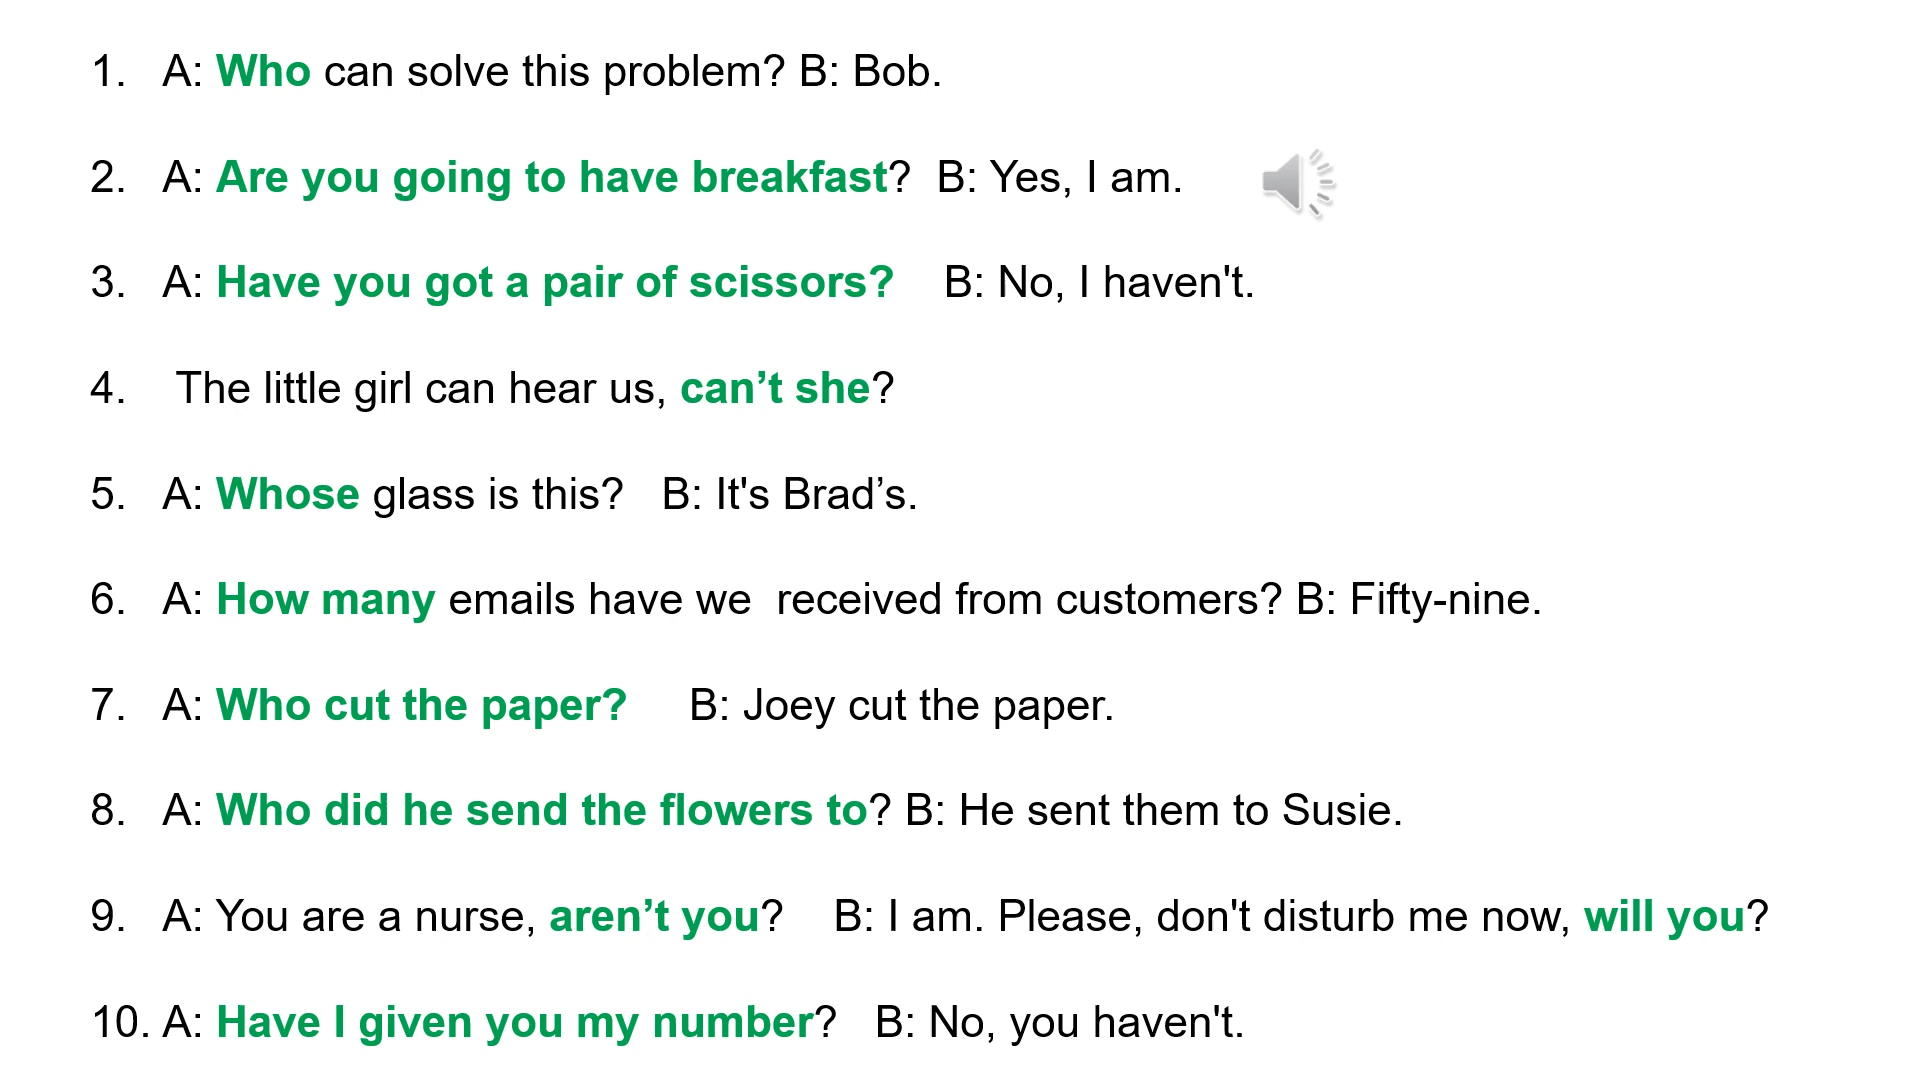 1. A: Who can solve this problem? B: Bob.
2. A: Are you going to have breakfast? B: Yes, I am.
3. A: Have you got a pair of scissors? B: No, I haven't.
4. The little girl can hear us, can’t she?
5. A: Whose glass is this? B: It's Brad’s.
6. A: How many emails have we received from customers? B: Fifty-nine.
7. A: Who cut the paper? B: Joey cut the paper.
8. A: Who did he send the flowers to? B: He sent them to Susie.
9. A: You are a nurse, aren’t you? B: I am. Please, don't disturb me now, will you?
10. A: Have I given you my number? B: No, you haven't.